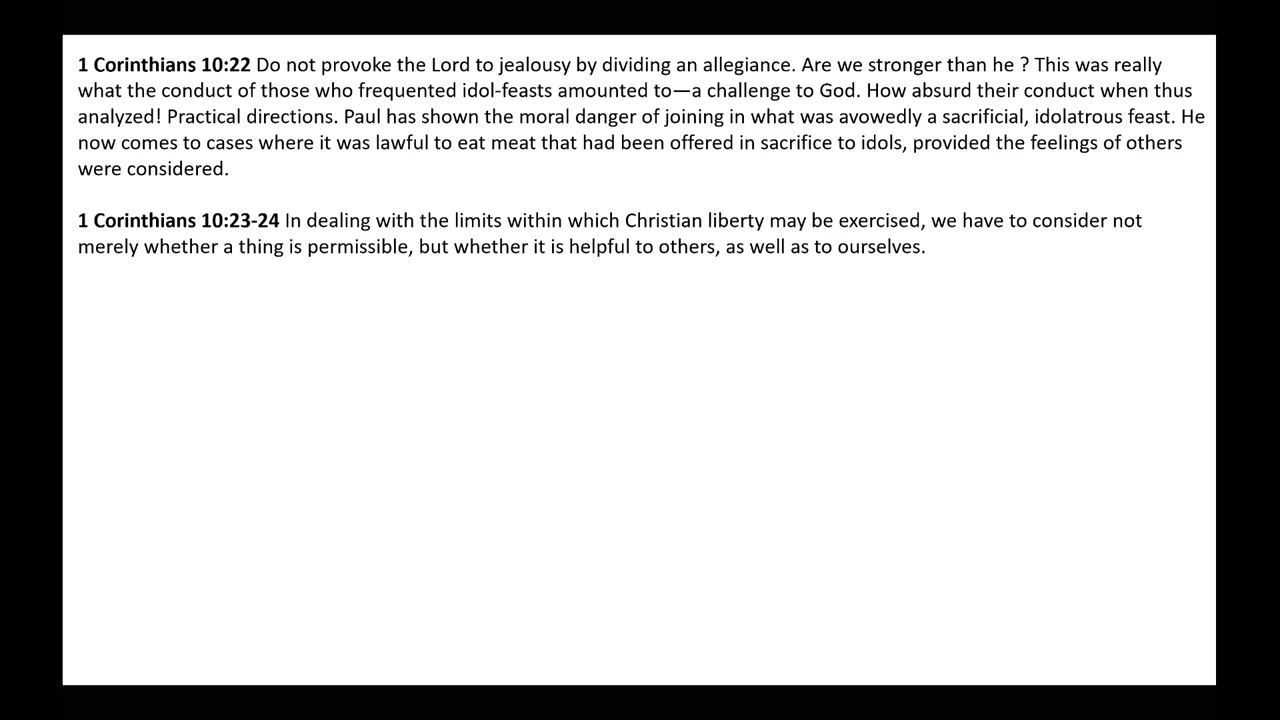 1 Corinthians 10:22 Do not provoke the Lord to jealousy by dividing an allegiance. Are we stronger than he ? This was really
what the conduct of those who frequented idol-feasts amounted to—a challenge to God. How absurd their conduct when thus
analyzed! Practical directions. Paul has shown the moral danger of joining in what was avowedly a sacrificial, idolatrous feast. He
now comes to cases where it was lawful to eat meat that had been offered in sacrifice to idols, provided the feelings of others
were considered.
1 Corinthians 10:23-24 In dealing with the limits within which Christian liberty may be exercised, we have to consider not
merely whether a thing is permissible, but whether it is helpful to others, as well as to ourselves.